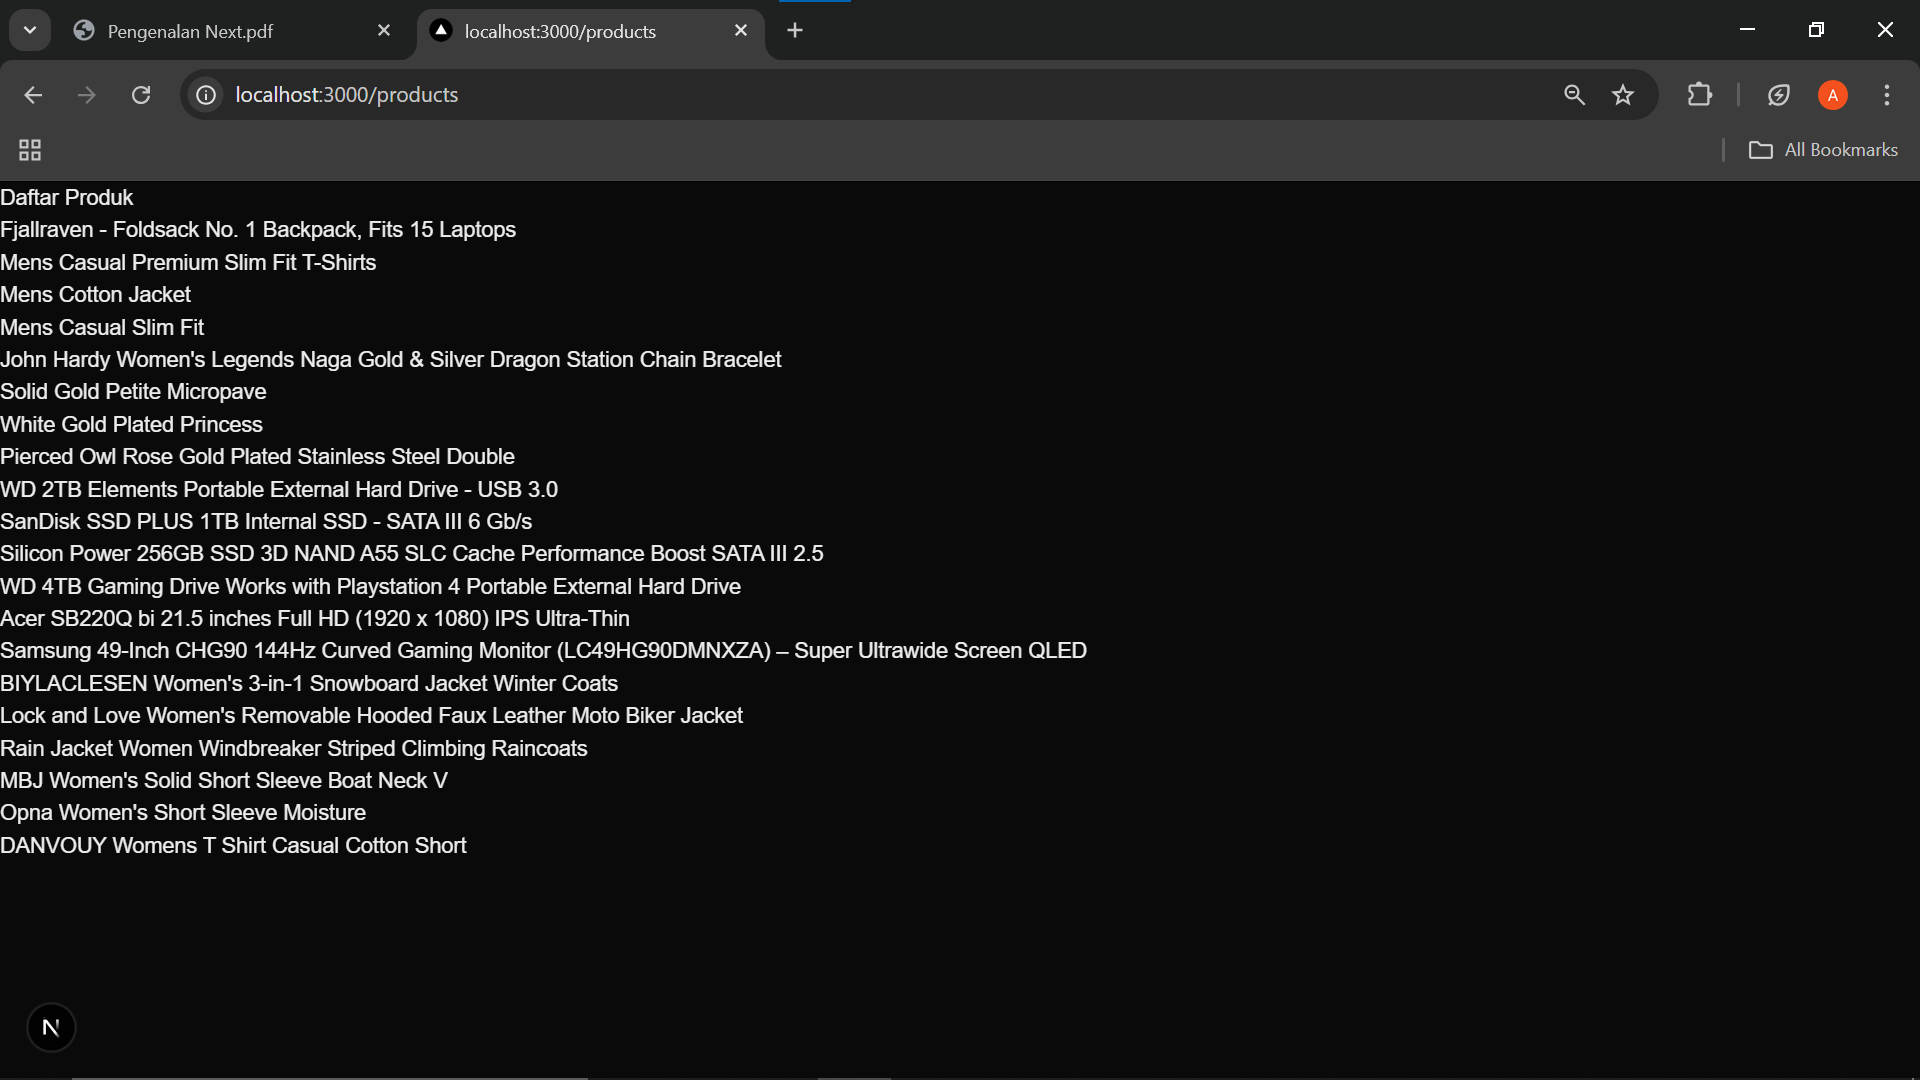 Pengenalan Next.pdf
localhost:3000/products
localhost:3000/products
A
All Bookmarks
Daftar Produk
Fjallraven - Foldsack No. 1 Backpack, Fits 15 Laptops
Mens Casual Premium Slim Fit T-Shirts
Mens Cotton Jacket
Mens Casual Slim Fit
John Hardy Women's Legends Naga Gold & Silver Dragon Station Chain Bracelet
Solid Gold Petite Micropave
White Gold Plated Princess
Pierced Owl Rose Gold Plated Stainless Steel Double
WD 2TB Elements Portable External Hard Drive - USB 3.0
SanDisk SSD PLUS 1TB Internal SSD - SATA III 6 Gb/s
Silicon Power 256GB SSD 3D NAND A55 SLC Cache Performance Boost SATA III 2.5
WD 4TB Gaming Drive Works with Playstation 4 Portable External Hard Drive
Acer SB220Q bi 21.5 inches Full HD (1920 x 1080) IPS Ultra-Thin
Samsung 49-Inch CHG90 144Hz Curved Gaming Monitor (LC49HG90DMNXZA) – Super Ultrawide Screen QLED
BIYLACLESEN Women's 3-in-1 Snowboard Jacket Winter Coats
Lock and Love Women's Removable Hooded Faux Leather Moto Biker Jacket
Rain Jacket Women Windbreaker Striped Climbing Raincoats
MBJ Women's Solid Short Sleeve Boat Neck V
Opna Women's Short Sleeve Moisture
DANVOUY Womens T Shirt Casual Cotton Short
N